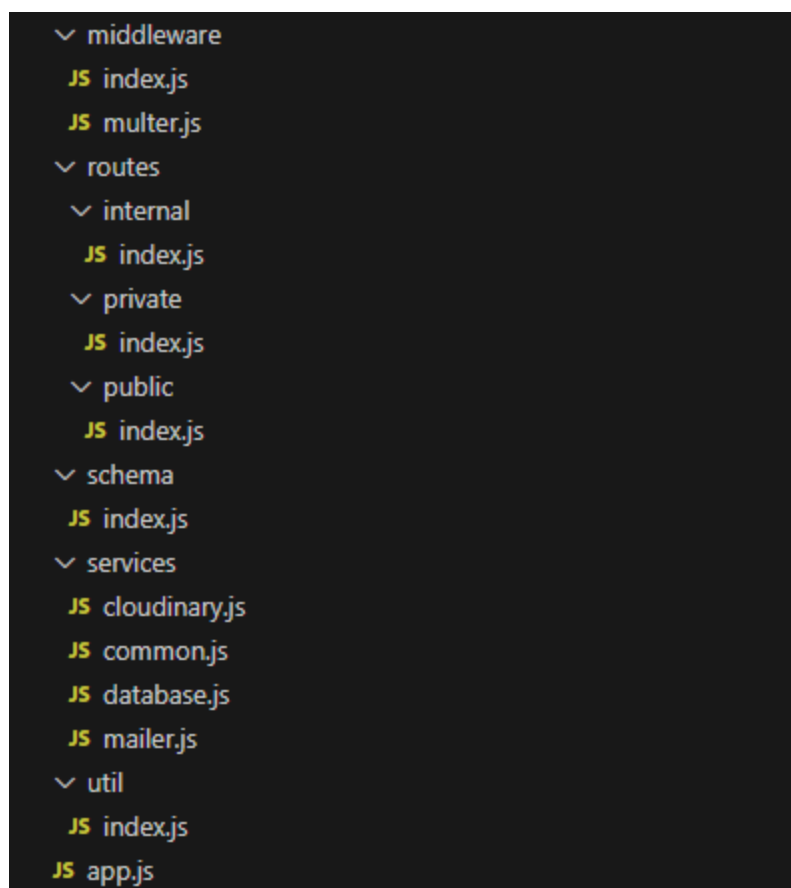 middleware
JS index.js
JS multer.js
routes
internal
JS index.js
private
JS index.js
public
JS index.js
schema
JS index.js
services
JS cloudinary.js
JS common.js
JS database.js
JS mailer.js
util
JS index.js
JS app.js